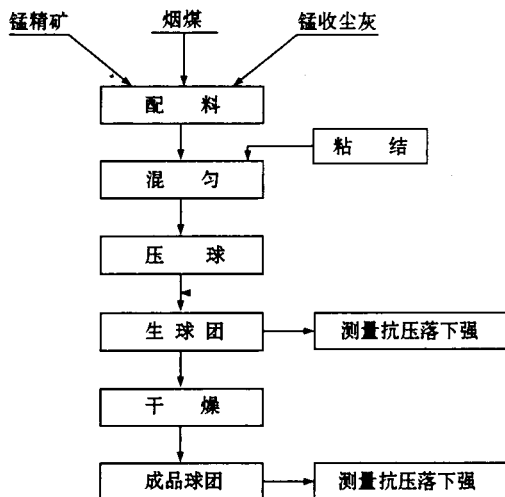 锰精矿 烟煤 锰收尘灰
配 料
粘 结
混 匀
压 球
生 球 团 测量抗压落下强
干 燥
成品球团 测量抗压落下强